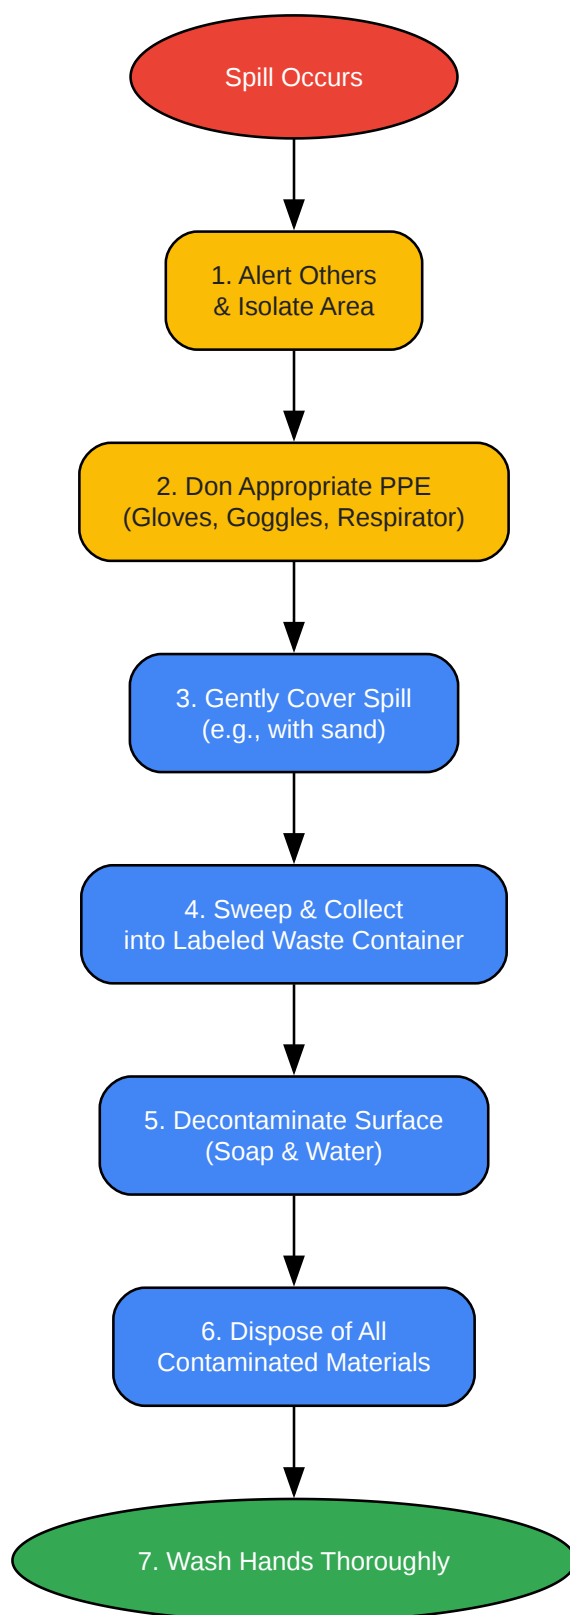 Spill Occurs
1. Alert Others
& Isolate Area
2. Don Appropriate PPE
(Gloves, Goggles, Respirator)
3. Gently Cover Spill
(e.g., with sand)
4. Sweep & Collect
into Labeled Waste Container
5. Decontaminate Surface
(Soap & Water)
6. Dispose of All
Contaminated Materials
7. Wash Hands Thoroughly